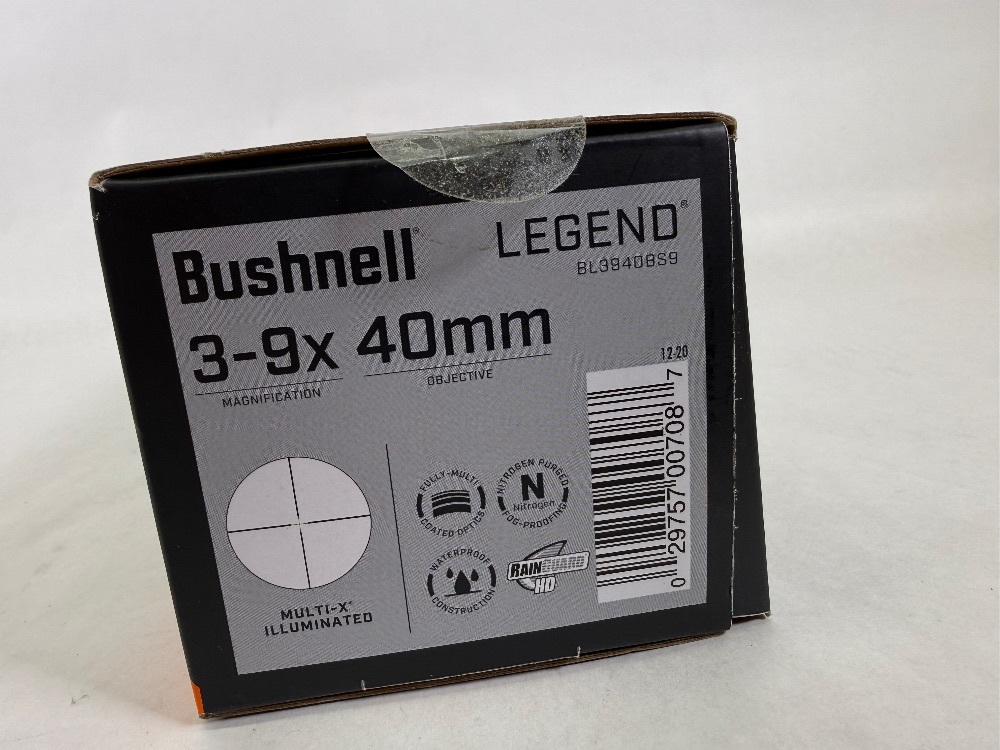 Bushnell®
LEGEND®
BL3940BS9
3-9x 40mm
MAGNIFICATION
OBJECTIVE
12-20
0 29757 00708 7
FULLY-MULTI
COATED OPTICS
NITROGEN PURGED
N
Nitrogen
FOG-PROOFING
WATERPROOF
CONSTRUCTION
RAINGUARD
HD
MULTI-X®
ILLUMINATED